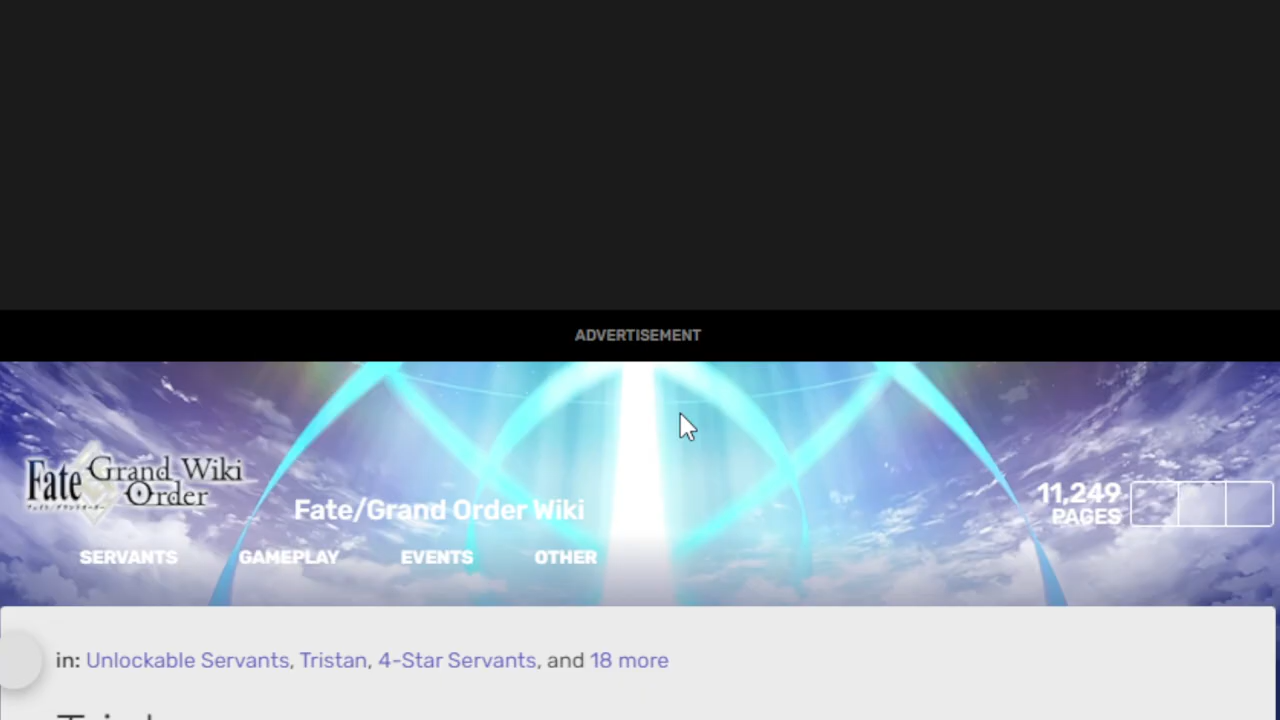 ADVERTISEMENT
Fate Grand Wiki
Order
Fate/Grand Order Wiki
11,249
PAGES
SERVANTS GAMEPLAY EVENTS OTHER
in: Unlockable Servants, Tristan, 4-Star Servants, and 18 more